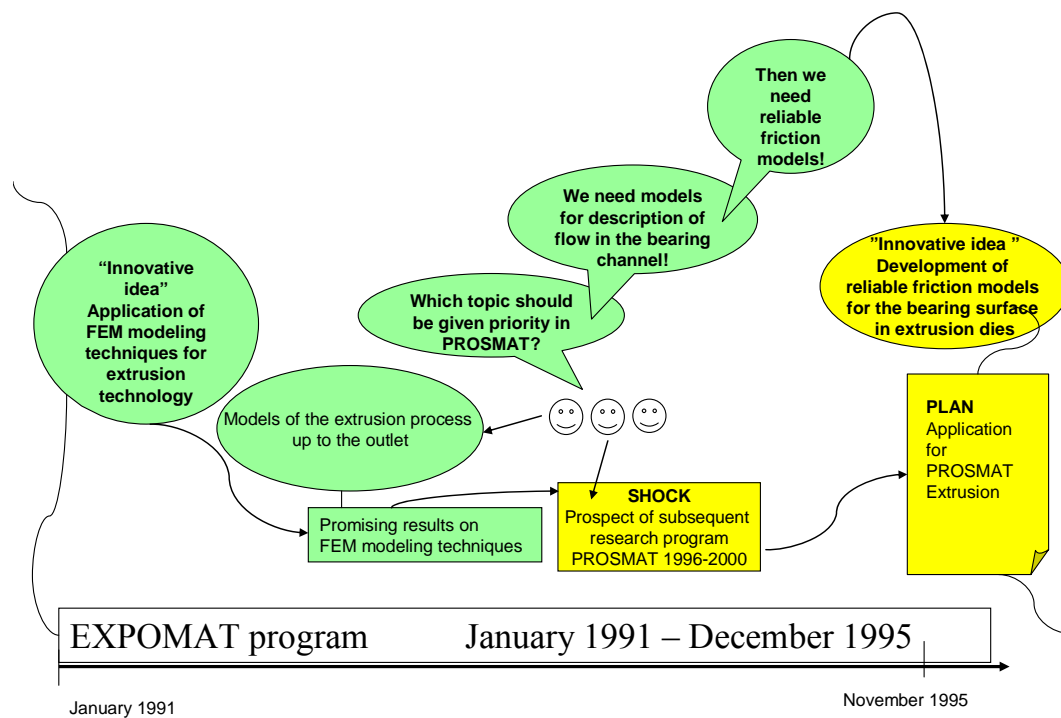 Then we
need
reliable
friction
models!
We need models
for description of
flow in the bearing
channel!
Which topic should
be given priority in
PROSMAT?
“Innovative
idea”
Application of
FEM modeling
techniques for
extrusion
technology
”Innovative idea ”
Development of
reliable friction models
for the bearing surface
in extrusion dies
Models of the extrusion process
up to the outlet
PLAN
Application
for
PROSMAT
Extrusion
Promising results on
FEM modeling techniques
SHOCK
Prospect of subsequent
research program
PROSMAT 1996-2000
EXPOMAT program January 1991 – December 1995
January 1991
November 1995